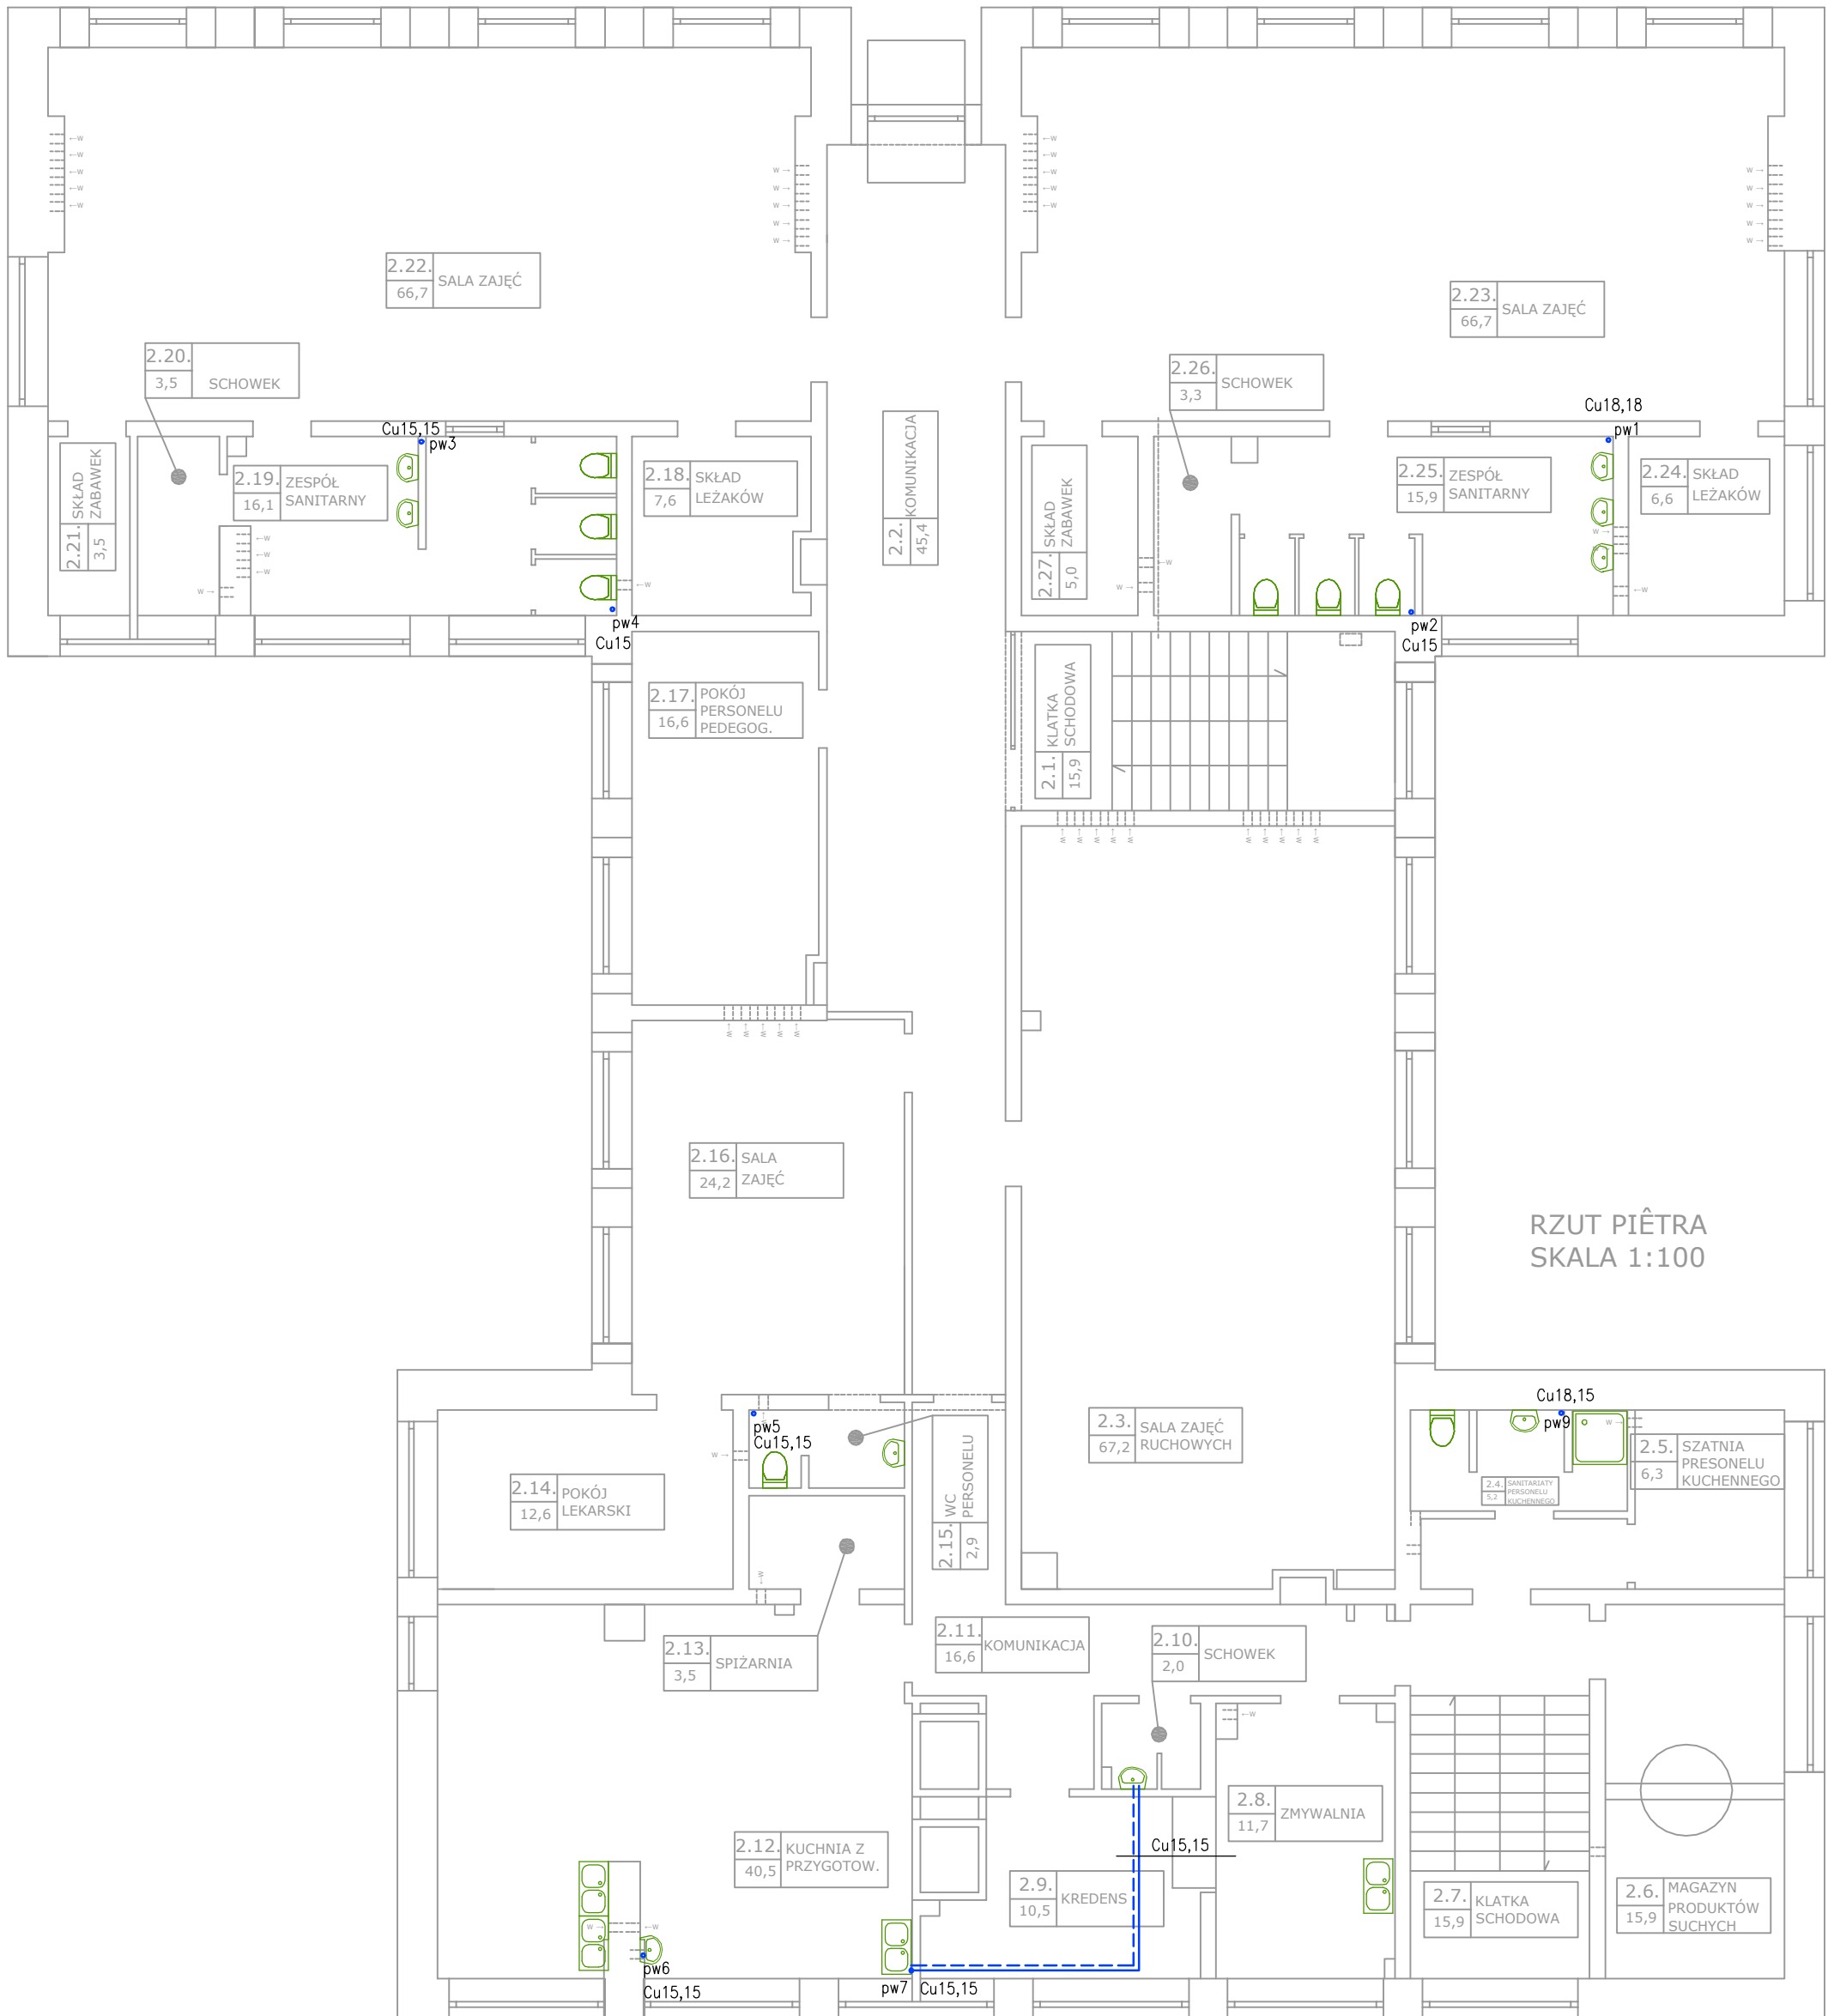 2.22.
SALA ZAJĘĆ
66,7
2.23.
SALA ZAJĘĆ
66,7
2.20.
SCHOWEK
3,5
2.26.
SCHOWEK
3,3
Cu15,15
pw3
Cu18,18
pw1
2.21.
SKŁAD
ZABAWEK
3,5
2.19.
ZESPÓŁ
SANITARNY
16,1
2.18.
SKŁAD
LEŻAKÓW
7,6
2.2.
KOMUNIKACJA
45,4
2.27.
SKŁAD
ZABAWEK
5,0
2.25.
ZESPÓŁ
SANITARNY
15,9
2.24.
SKŁAD
LEŻAKÓW
6,6
pw4
Cu15
pw2
Cu15
2.17.
POKÓJ
PERSONELU
PEDEGOG.
16,6
2.1.
KLATKA
SCHODOWA
15,9
2.16.
SALA
ZAJĘĆ
24,2
RZUT PIÊTRA
SKALA 1:100
pw5
Cu15,15
Cu18,15
pw9
2.3.
SALA ZAJĘĆ
RUCHOWYCH
67,2
2.5.
SZATNIA
PRESONELU
KUCHENNEGO
6,3
2.4.
SANITARIATY
PERSONELU
KUCHENNEGO
5,2
2.14.
POKÓJ
LEKARSKI
12,6
2.15.
WC
PERSONELU
2,9
2.13.
SPIŻARNIA
3,5
2.11.
KOMUNIKACJA
16,6
2.10.
SCHOWEK
2,0
2.12.
KUCHNIA Z
PRZYGOTOW.
40,5
2.8.
ZMYWALNIA
11,7
Cu15,15
2.9.
KREDENS
10,5
2.7.
KLATKA
SCHODOWA
15,9
2.6.
MAGAZYN
PRODUKTÓW
SUCHYCH
15,9
pw6
Cu15,15
pw7
Cu15,15